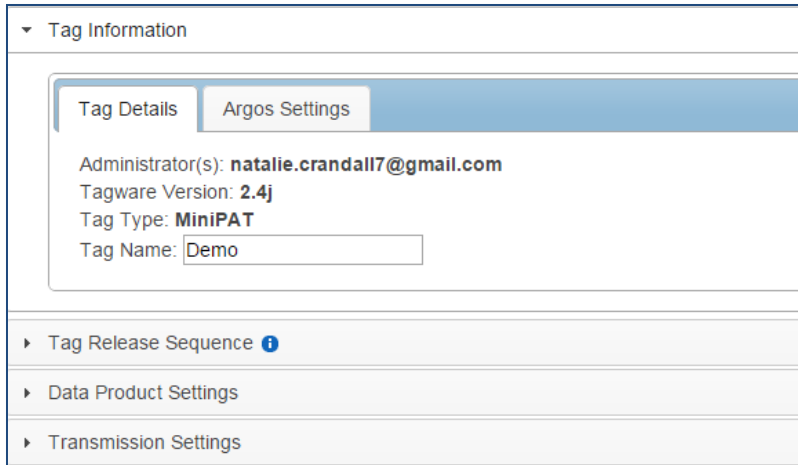 Tag Information
Tag Details Argos Settings
Administrator(s): natalie.crandall7@gmail.com
Tagware Version: 2.4j
Tag Type: MiniPAT
Tag Name: Demo
Tag Release Sequence
Data Product Settings
Transmission Settings